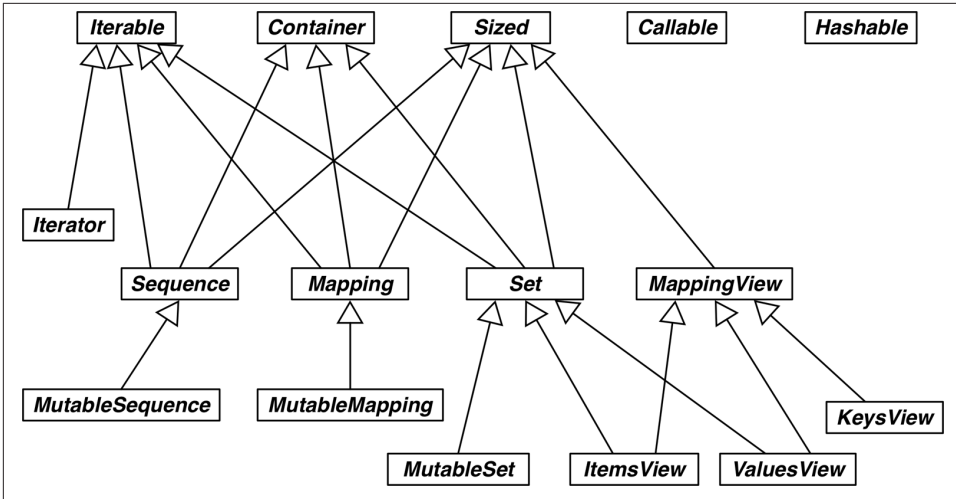 Iterable
Container
Sized
Callable
Hashable
Iterator
Sequence
Mapping
Set
MappingView
MutableSequence
MutableMapping
KeysView
MutableSet
ItemsView
ValuesView